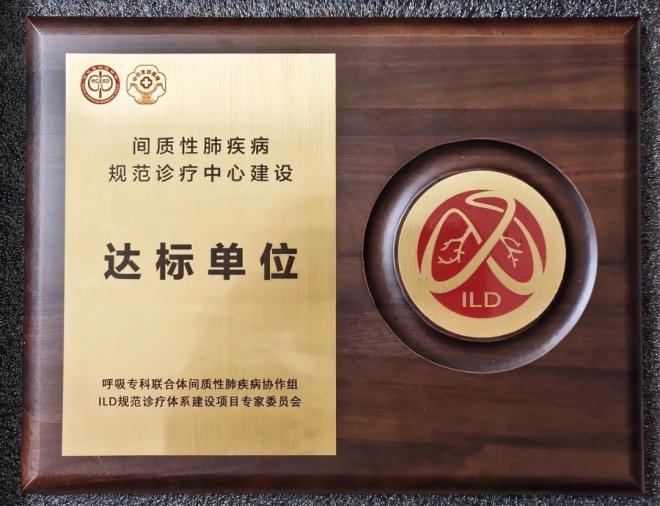 间质性肺疾病
规范诊疗中心建设
达标单位
呼吸专科联合体间质性肺疾病协作组
ILD规范诊疗体系建设项目专家委员会
ILD